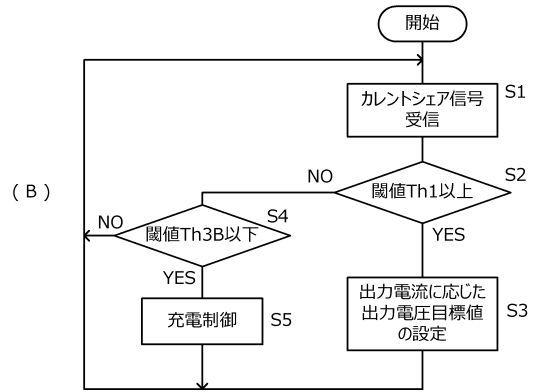 開始
カレントシェア信号
受信
S1
S2
( B )
NO
閾値Th1以上
S4
NO
閾値Th3B以下
YES
YES
出力電流に応じた
出力電圧目標値
の設定
S3
充電制御
S5